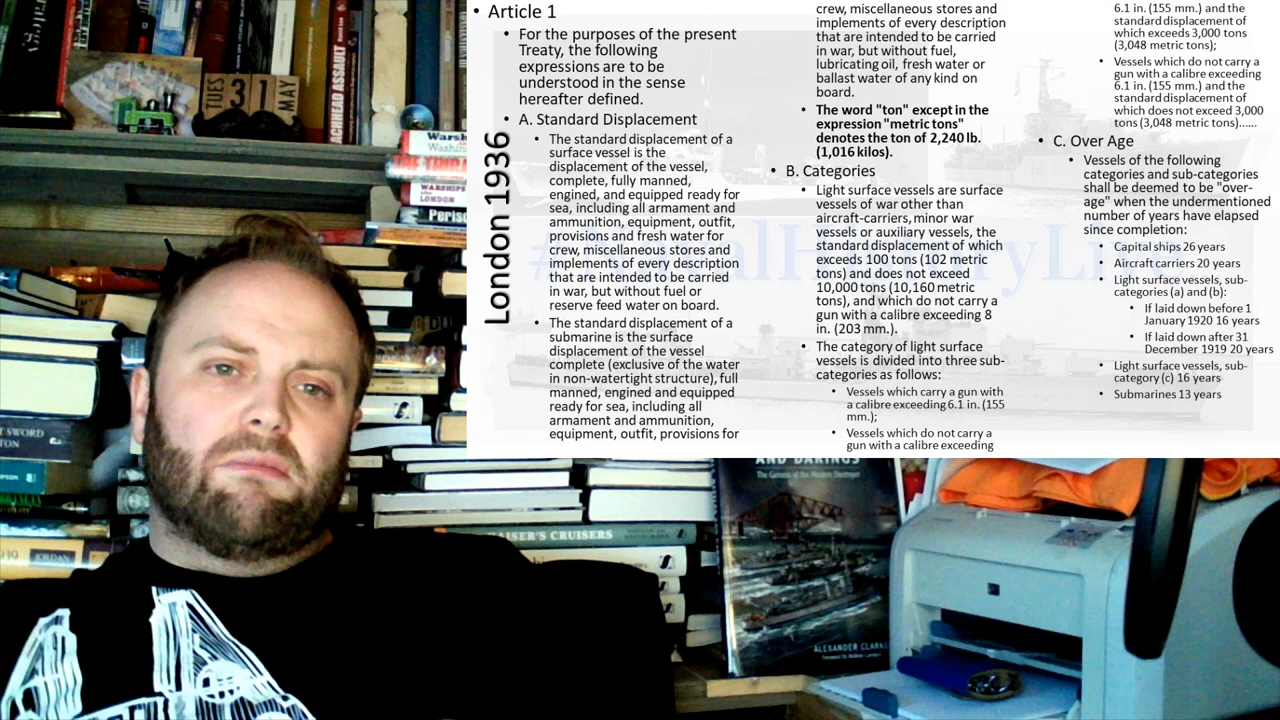 London 1936
• Article 1
• For the purposes of the present
Treaty, the following
expressions are to be
understood in the sense
hereafter defined.
• A. Standard Displacement
• The standard displacement of a
surface vessel is the
displacement of the vessel,
complete, fully manned,
engined, and equipped ready for
sea, including all armament and
ammunition, equipment, outfit,
provisions and fresh water for
crew, miscellaneous stores and
implements of every description
that are intended to be carried
in war, but without fuel or
reserve feed water on board.
• The standard displacement of a
submarine is the surface
displacement of the vessel
complete (exclusive of the water
in non-watertight structure), full
manned, engined and equipped
ready for sea, including all
armament and ammunition,
equipment, outfit, provisions for
crew, miscellaneous stores and
implements of every description
that are intended to be carried
in war, but without fuel,
lubricating oil, fresh water or
ballast water of any kind on
board.
• The word "ton" except in the
expression "metric tons"
denotes the ton of 2,240 lb.
(1,016 kilos).
• B. Categories
• Light surface vessels are surface
vessels of war other than
aircraft-carriers, minor war
vessels or auxiliary vessels, the
standard displacement of which
exceeds 100 tons (102 metric
tons) and does not exceed
10,000 tons (10,160 metric
tons), and which do not carry a
gun with a calibre exceeding 8
in. (203 mm.).
• The category of light surface
vessels is divided into three sub-
categories as follows:
• Vessels which carry a gun with
a calibre exceeding 6.1 in. (155
mm.);
• Vessels which do not carry a
gun with a calibre exceeding
6.1 in. (155 mm.) and the
standard displacement of
which exceeds 3,000 tons
(3,048 metric tons);
• Vessels which do not carry a
gun with a calibre exceeding
6.1 in. (155 mm.) and the
standard displacement of
which does not exceed 3,000
tons (3,048 metric tons)......
• C. Over Age
• Vessels of the following
categories and sub-categories
shall be deemed to be "over-
age" when the undermentioned
number of years have elapsed
since completion:
• Capital ships 26 years
• Aircraft carriers 20 years
• Light surface vessels, sub-
categories (a) and (b):
• If laid down before 1
January 1920 16 years
• If laid down after 31
December 1919 20 years
• Light surface vessels, sub-
category (c) 16 years
• Submarines 13 years
TUES 31 MAY
ACHHEAD ASSAULT
WARSHIPS
LONDON
SWORD
JORDAN
AISER'S CRUISERS
AND DARINGS
The Genesis of the Modern Destroyer
ALEXANDER CLARKE